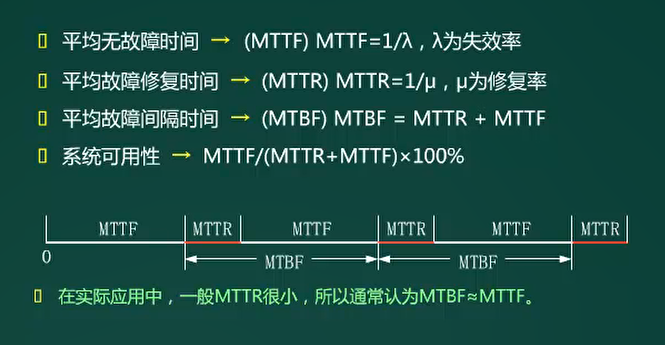 平均无故障时间 → (MTTF) MTTF=1/λ，λ为失效率
平均故障修复时间 → (MTTR) MTTR=1/μ，μ为修复率
平均故障间隔时间 → (MTBF) MTBF = MTTR + MTTF
系统可用性 → MTTF/(MTTR+MTTF)×100%
MTTF MTTR MTTF MTTR MTTF MTTR
0 MTBF MTBF
在实际应用中，一般MTTR很小，所以通常认为MTBF≈MTTF。